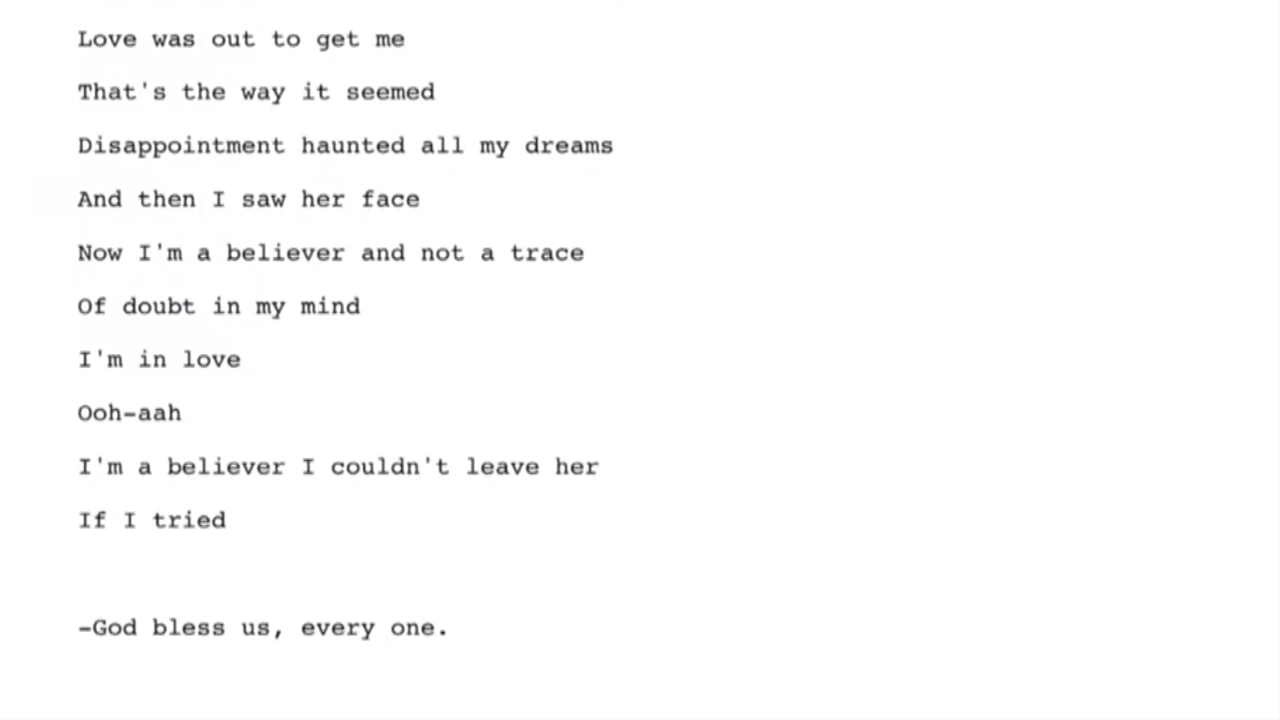 Love was out to get me
That's the way it seemed
Disappointment haunted all my dreams
And then I saw her face
Now I'm a believer and not a trace
Of doubt in my mind
I'm in love
Ooh-aah
I'm a believer I couldn't leave her
If I tried
-God bless us, every one.